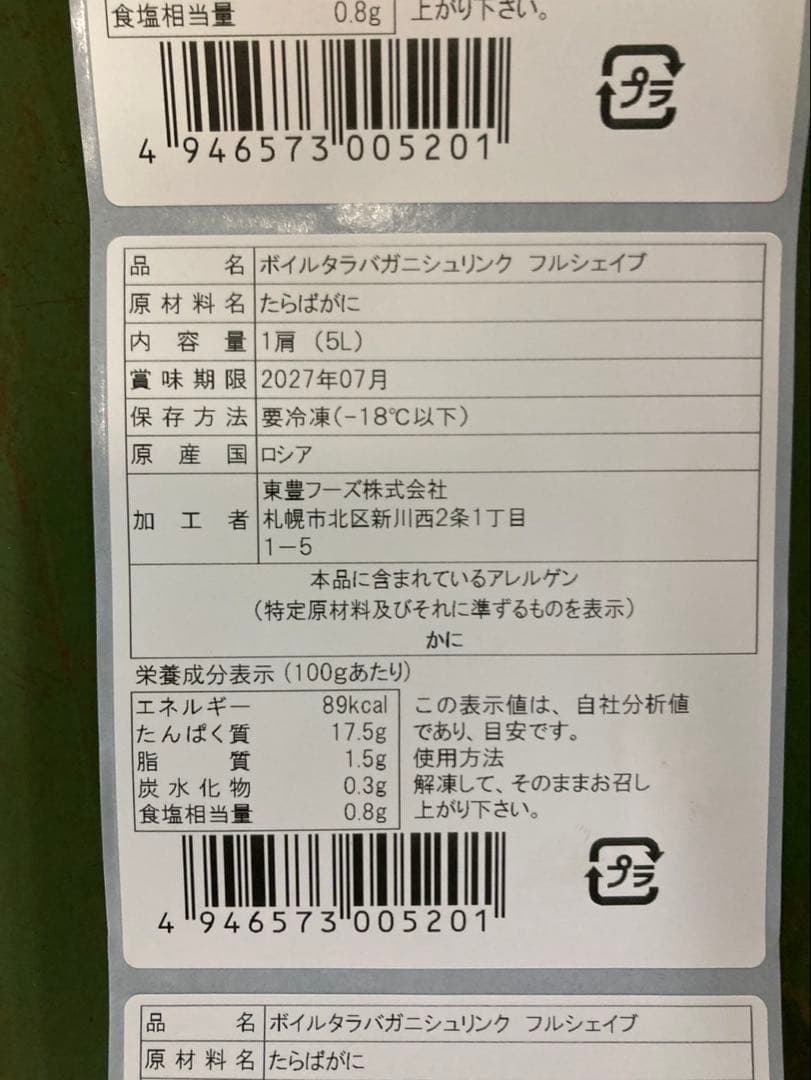 食塩相当量 0.8g 上がり下さい。
4 946573 005201
プラ
品名 ボイルタラバガニシュリンク フルシェイブ
原材料名 たらばがに
内容量 1肩（5L）
賞味期限 2027年07月
保存方法 要冷凍(-18℃以下)
原産国 ロシア
加工者 東豊フーズ株式会社
札幌市北区新川西2条1丁目
1-5
本品に含まれているアレルゲン
（特定原材料及びそれに準ずるものを表示）
かに
栄養成分表示（100gあたり）
エネルギー 89kcal
たんぱく質 17.5g
脂質 1.5g
炭水化物 0.3g
食塩相当量 0.8g
この表示値は、自社分析値
であり、目安です。
使用方法
解凍して、そのままお召し
上がり下さい。
4 946573 005201
プラ
品名 ボイルタラバガニシュリンク フルシェイブ
原材料名 たらばがに